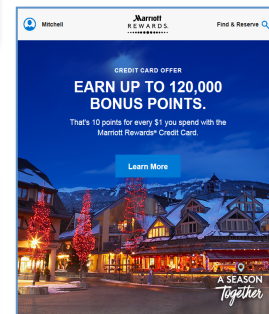 Mitchell
Marriott
REWARDS.
Find & Reserve
CREDIT CARD OFFER
EARN UP TO 120,000
BONUS POINTS.
That's 10 points for every $1 you spend with the
Marriott Rewards® Credit Card.
Learn More
A SEASON
Together